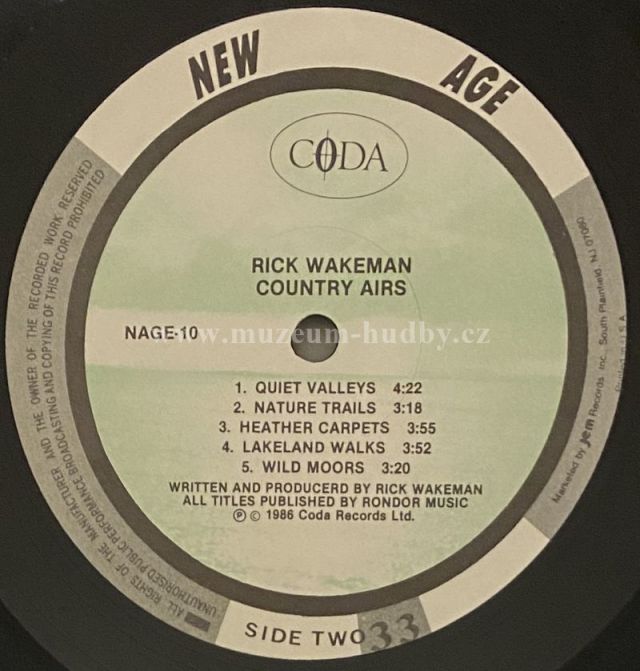 NEW AGE
CODA
RICK WAKEMAN
COUNTRY AIRS
NAGE-10
www.muzeum-hudby.cz
1. QUIET VALLEYS 4:22
2. NATURE TRAILS 3:18
3. HEATHER CARPETS 3:55
4. LAKELAND WALKS 3:52
5. WILD MOORS 3:20
WRITTEN AND PRODUCERD BY RICK WAKEMAN
ALL TITLES PUBLISHED BY RONDOR MUSIC
Ⓟ © 1986 Coda Records Ltd.
SIDE TWO 33
ALL RIGHTS OF THE MANUFACTURER AND THE OWNER OF THE RECORDED WORK RESERVED
UNAUTHORISED PUBLIC PERFORMANCE BROADCASTING AND COPYING OF THIS RECORD PROHIBITED
Marketed by jem Records Inc., South Plainfield, NJ 07080
U.S.A.